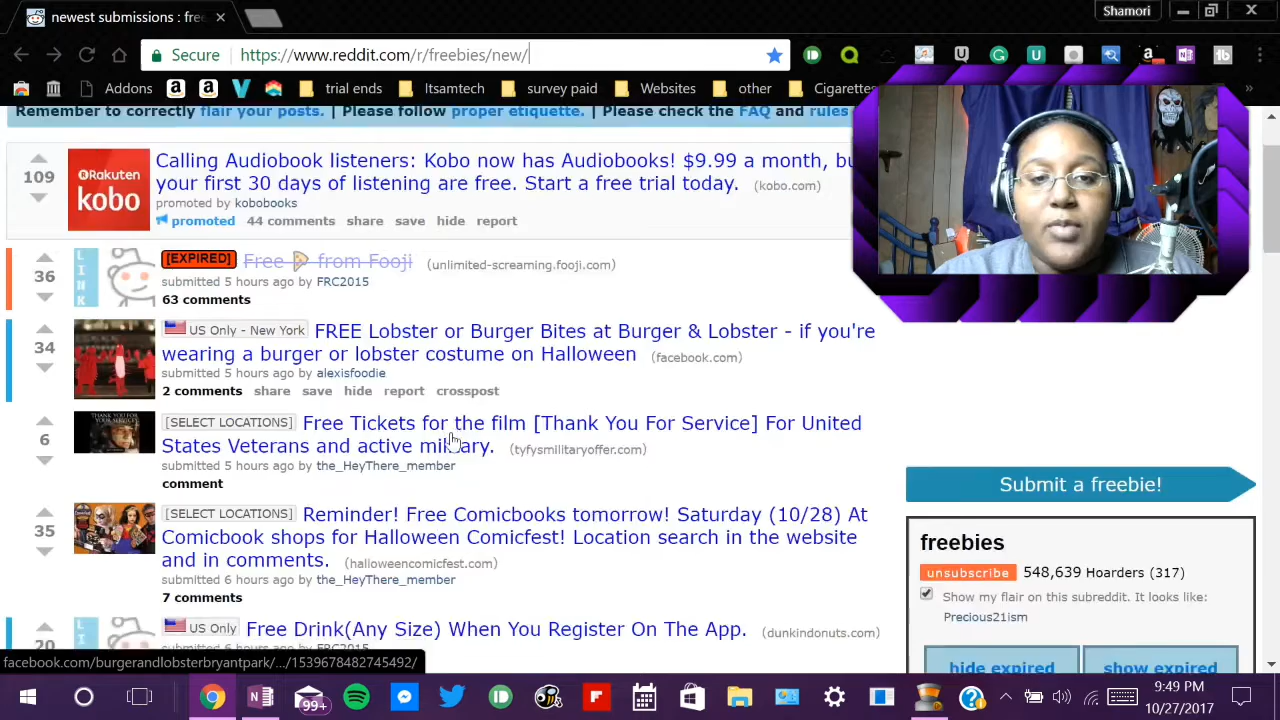 newest submissions : free
Shamori
Secure
https://www.reddit.com/r/freebies/new/
Addons
trial ends
Itsamtech
survey paid
Websites
other
Cigarettes
»
Remember to correctly flair your posts. | Please follow proper etiquette. | Please check the FAQ and rules
109
Rakuten
kobo
Calling Audiobook listeners: Kobo now has Audiobooks! $9.99 a month, bu
your first 30 days of listening are free. Start a free trial today. (kobo.com)
promoted by kobobooks
promoted 44 comments share save hide report
36
LINK
[EXPIRED] Free from Fooji (unlimited-screaming.fooji.com)
submitted 5 hours ago by FRC2015
63 comments
34
US Only - New York FREE Lobster or Burger Bites at Burger & Lobster - if you're
wearing a burger or lobster costume on Halloween (facebook.com)
submitted 5 hours ago by alexisfoodie
2 comments share save hide report crosspost
6
THANK YOU FOR
[SELECT LOCATIONS] Free Tickets for the film [Thank You For Service] For United
States Veterans and active military. (tyfysmilitaryoffer.com)
submitted 5 hours ago by the_HeyThere_member
comment
35
[SELECT LOCATIONS] Reminder! Free Comicbooks tomorrow! Saturday (10/28) At
Comicbook shops for Halloween Comicfest! Location search in the website
and in comments. (halloweencomicfest.com)
submitted 6 hours ago by the_HeyThere_member
7 comments
20
US Only Free Drink(Any Size) When You Register On The App. (dunkindonuts.com)
submitted 6 hours ago by FRC2015
Submit a freebie!
freebies
unsubscribe 548,639 Hoarders (317)
Show my flair on this subreddit. It looks like:
Precious21ism
hide expired
show expired
facebook.com/burgerandlobsterbryantpark/.../1539678482745492/
99+
9:49 PM
10/27/2017